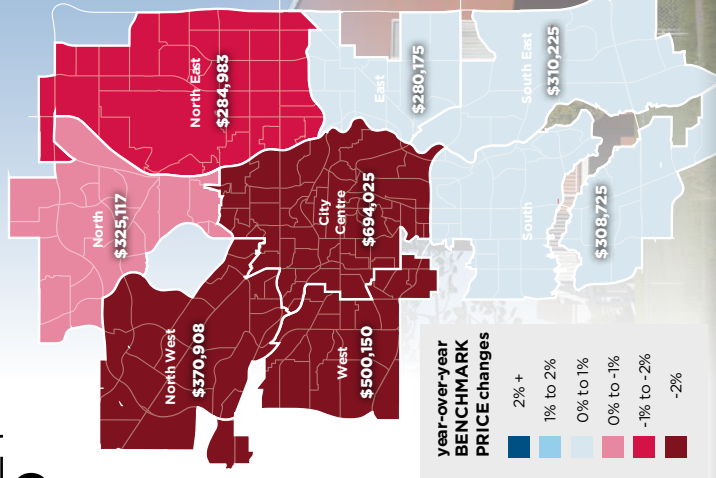 North East
$284,983
East
$280,175
South East
$310,225
North
$325,117
City
Centre
$694,025
South
$308,725
North West
$370,908
West
$500,150
year-over-year
BENCHMARK
PRICE changes
2% +
1% to 2%
0% to 1%
0% to -1%
-1% to -2%
-2%